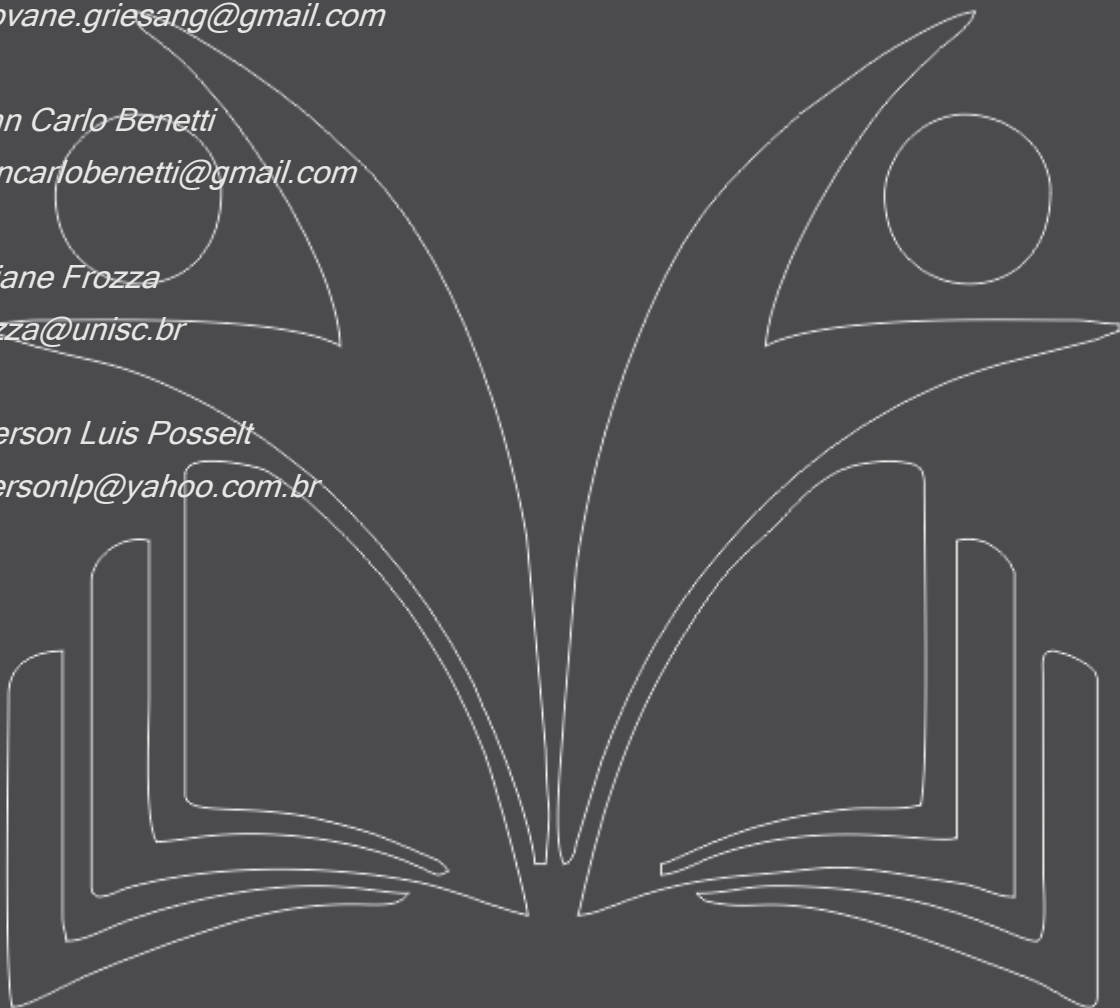 ovane.griesang@gmail.com
n Carlo Benetti
ncarlobenetti@gmail.com
iane Frozza
zza@unisc.br
erson Luis Posselt
ersonlp@yahoo.com.br